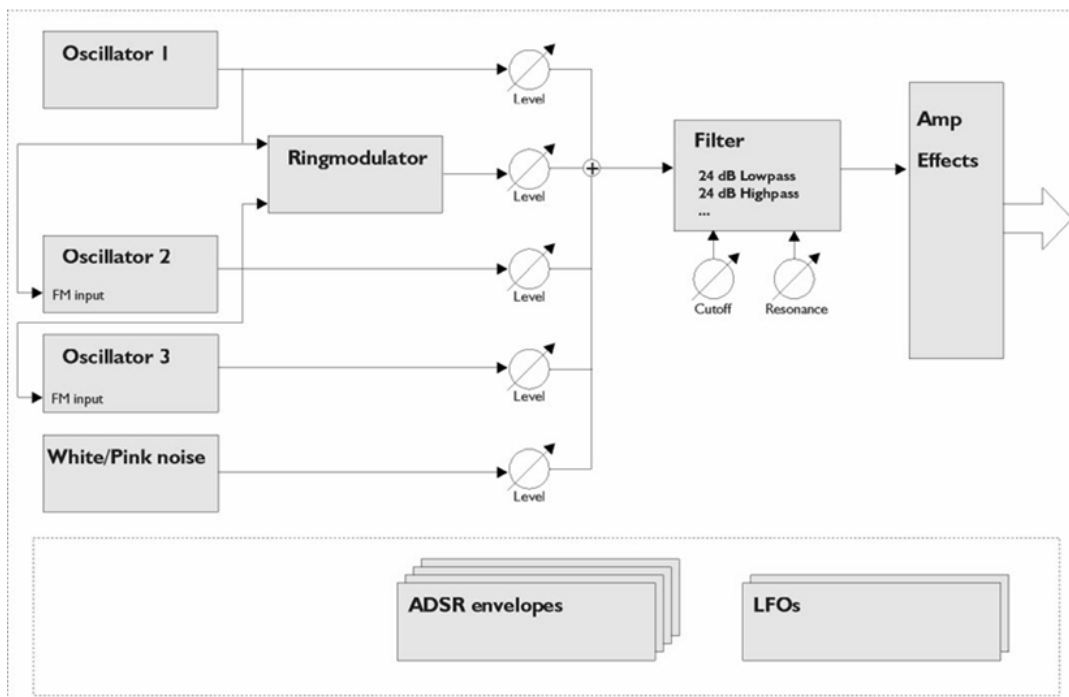 Oscillator 1
Level
Ringmodulator
Level
Oscillator 2
FM input
Level
Oscillator 3
FM input
Level
White/Pink noise
Level
Filter
24 dB Lowpass
24 dB Highpass
...
Cutoff
Resonance
Amp
Effects
ADSR envelopes
LFOs